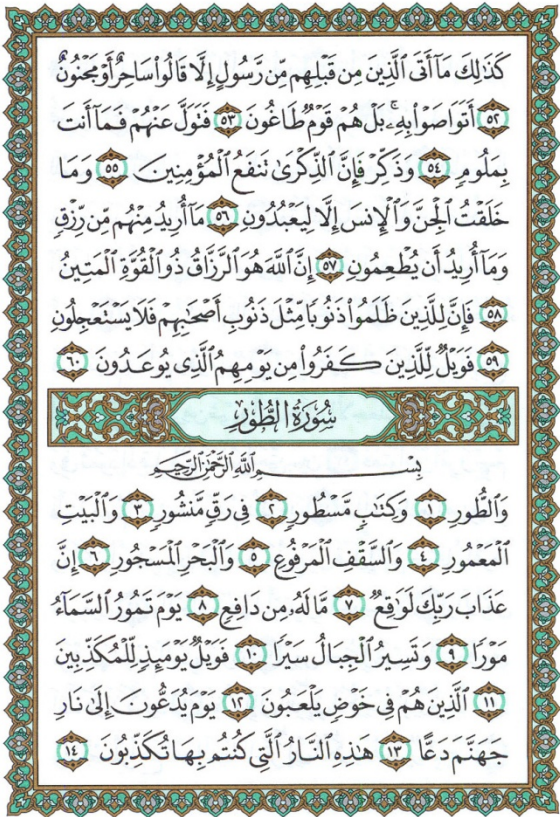 كَذَٰلِكَ مَآ أَتَى ٱلَّذِينَ مِن قَبْلِهِم مِّن رَّسُولٍ إِلَّا قَالُوا۟ سَاحِرٌ أَوْ مَجْنُونٌ
٥٢ أَتَوَاصَوْا۟ بِهِۦ ۚ بَلْ هُمْ قَوْمٌ طَاغُونَ ٥٣ فَتَوَلَّ عَنْهُمْ فَمَآ أَنتَ
بِمَلُومٍ ٥٤ وَذَكِّرْ فَإِنَّ ٱلذِّكْرَىٰ تَنفَعُ ٱلْمُؤْمِنِينَ ٥٥ وَمَا
خَلَقْتُ ٱلْجِنَّ وَٱلْإِنسَ إِلَّا لِيَعْبُدُونِ ٥٦ مَآ أُرِيدُ مِنْهُم مِّن رِّزْقٍ
وَمَآ أُرِيدُ أَن يُطْعِمُونِ ٥٧ إِنَّ ٱللَّهَ هُوَ ٱلرَّزَّاقُ ذُو ٱلْقُوَّةِ ٱلْمَتِينُ
٥٨ فَإِنَّ لِلَّذِينَ ظَلَمُوا۟ ذَنُوبًا مِّثْلَ ذَنُوبِ أَصْحَٰبِهِمْ فَلَا يَسْتَعْجِلُونِ
٥٩ فَوَيْلٌ لِّلَّذِينَ كَفَرُوا۟ مِن يَوْمِهِمُ ٱلَّذِى يُوعَدُونَ ٦٠
سُورَةُ الطُّورِ
بِسْمِ ٱللَّهِ ٱلرَّحْمَٰنِ ٱلرَّحِيمِ
وَٱلطُّورِ ١ وَكِتَٰبٍ مَّسْطُورٍ ٢ فِى رَقٍّ مَّنشُورٍ ٣ وَٱلْبَيْتِ
ٱلْمَعْمُورِ ٤ وَٱلسَّقْفِ ٱلْمَرْفُوعِ ٥ وَٱلْبَحْرِ ٱلْمَسْجُورِ ٦ إِنَّ
عَذَابَ رَبِّكَ لَوَٰقِعٌ ٧ مَّا لَهُۥ مِن دَافِعٍ ٨ يَوْمَ تَمُورُ ٱلسَّمَآءُ
مَوْرًا ٩ وَتَسِيرُ ٱلْجِبَالُ سَيْرًا ١٠ فَوَيْلٌ يَوْمَئِذٍ لِّلْمُكَذِّبِينَ
١١ ٱلَّذِينَ هُمْ فِى خَوْضٍ يَلْعَبُونَ ١٢ يَوْمَ يُدَعُّونَ إِلَىٰ نَارِ
جَهَنَّمَ دَعًّا ١٣ هَٰذِهِ ٱلنَّارُ ٱلَّتِى كُنتُم بِهَا تُكَذِّبُونَ ١٤